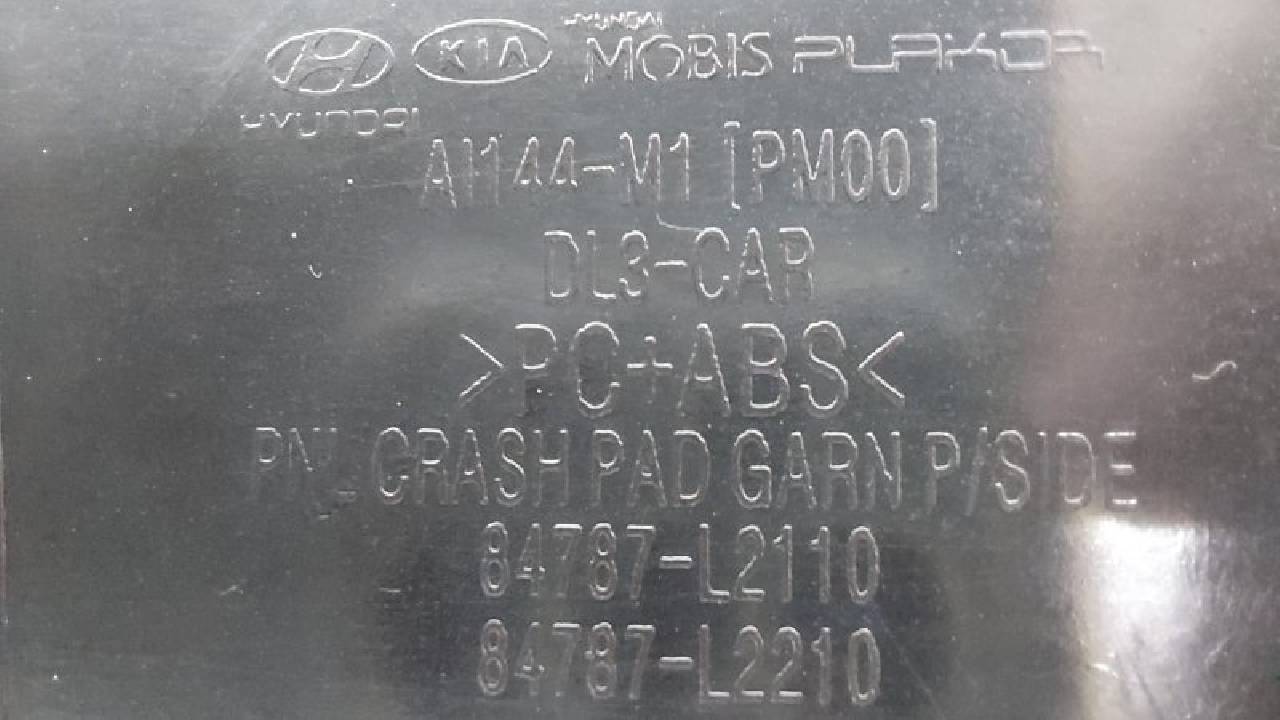 HYUNDAI KIA HYUNDAI MOBIS PLAKOR
AI144-M1 [PM00]
DL3-CAR
>PC+ABS<
PNL CRASH PAD GARN P/SIDE
84787-L2110
84787-L2210